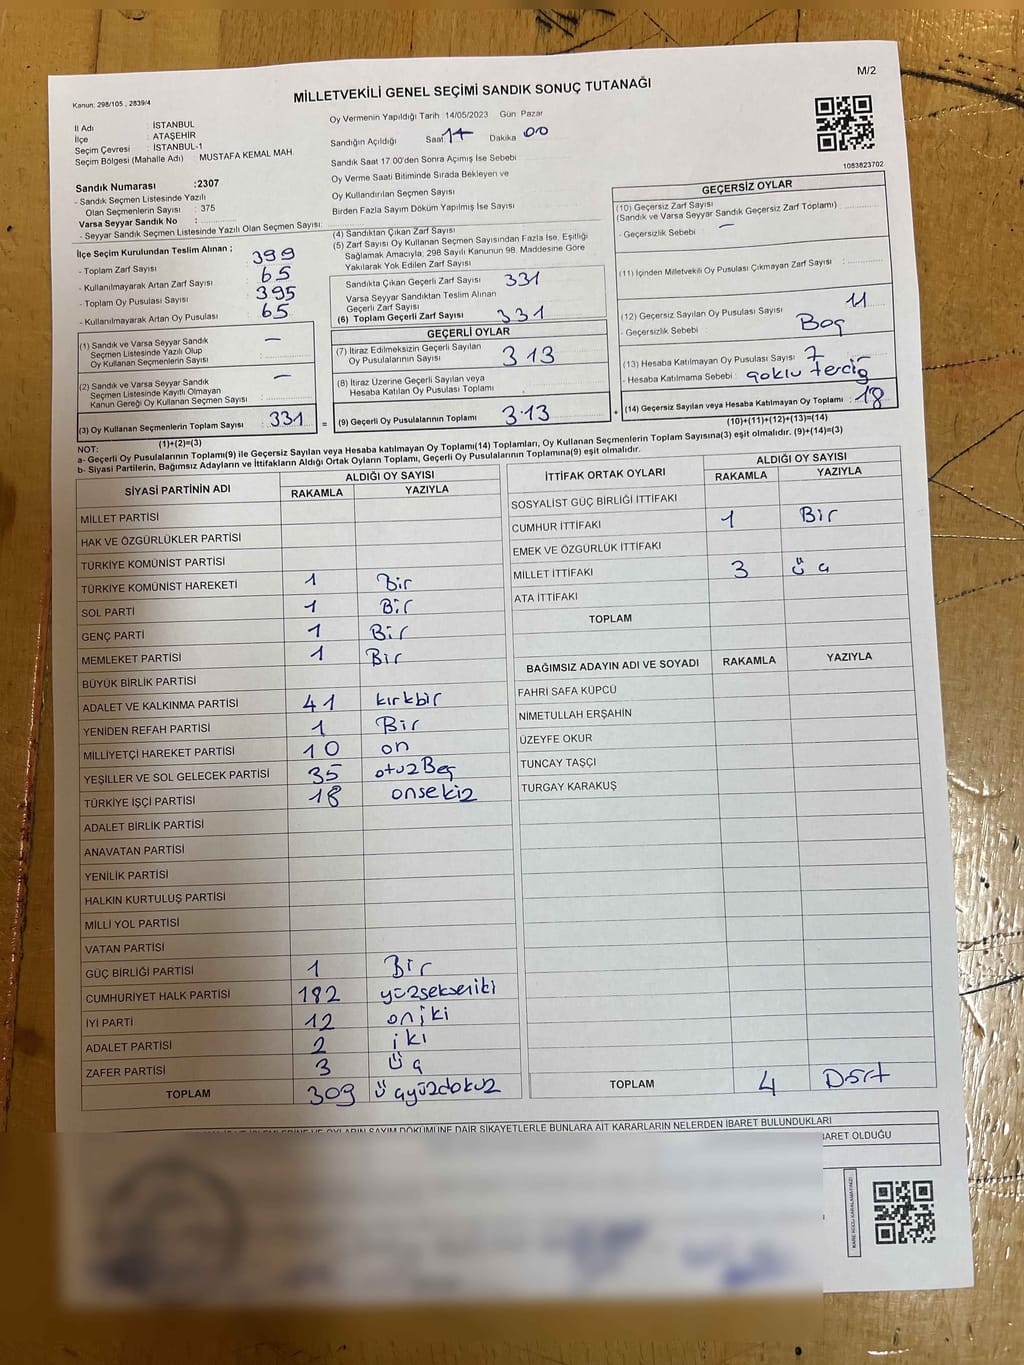 M/2
MİLLETVEKİLİ GENEL SEÇİMİ SANDIK SONUÇ TUTANAĞI
Kanun; 298/105 , 2839/4
İl Adı : İSTANBUL
İlçe : ATAŞEHİR
Seçim Çevresi : İSTANBUL-1
Seçim Bölgesi (Mahalle Adı) MUSTAFA KEMAL MAH.
Sandık Numarası :2307
- Sandık Seçmen Listesinde Yazılı
Olan Seçmenlerin Sayısı : 375
Varsa Seyyar Sandık No :
- Seyyar Sandık Seçmen Listesinde Yazılı Olan Seçmen Sayısı:
Oy Vermenin Yapıldığı Tarih 14/05/2023 Gün Pazar
Sandığın Açıldığı Saat 17 Dakika 00
Sandık Saat 17.00'den Sonra Açımış İse Sebebi
Oy Verme Saati Bitiminde Sırada Bekleyen ve
Oy Kullandırılan Seçmen Sayısı
Birden Fazla Sayım Döküm Yapılmış İse Sayısı
1083823702
İlçe Seçim Kurulundan Teslim Alınan ;
- Toplam Zarf Sayısı 399
- Kullanılmayarak Artan Zarf Sayısı 65
- Toplam Oy Pusulası Sayısı 395
- Kullanılmayarak Artan Oy Pusulası 65
(1) Sandık ve Varsa Seyyar Sandık
Seçmen Listesinde Yazılı Olup
Oy Kullanan Seçmenlerin Sayısı : —
(2) Sandık ve Varsa Seyyar Sandık
Seçmen Listesinde Kayıtlı Olmayan
Kanun Gereği Oy Kullanan Seçmen Sayısı : —
(3) Oy Kullanan Seçmenlerin Toplam Sayısı : 331
(1)+(2)=(3)
(4) Sandıktan Çıkan Zarf Sayısı
(5) Zarf Sayısı Oy Kullanan Seçmen Sayısından Fazla İse, Eşitliği
Sağlamak Amacıyla, 298 Sayılı Kanunun 98. Maddesine Göre
Yakılarak Yok Edilen Zarf Sayısı
Sandıkta Çıkan Geçerli Zarf Sayısı 331
Varsa Seyyar Sandıktan Teslim Alınan
Geçerli Zarf Sayısı
(6) Toplam Geçerli Zarf Sayısı 331
GEÇERLİ OYLAR
(7) İtiraz Edilmeksizin Geçerli Sayılan
Oy Pusulalarının Sayısı 313
(8) İtiraz Üzerine Geçerli Sayılan veya
Hesaba Katılan Oy Pusulası Toplamı
= (9) Geçerli Oy Pusulalarının Toplamı 313
GEÇERSİZ OYLAR
(10) Geçersiz Zarf Sayısı
(Sandık ve Varsa Seyyar Sandık Geçersiz Zarf Toplamı)
- Geçersizlik Sebebi : —
(11) İçinden Milletvekili Oy Pusulası Çıkmayan Zarf Sayısı
(12) Geçersiz Sayılan Oy Pusulası Sayısı 11
- Geçersizlik Sebebi : Boş
(13) Hesaba Katılmayan Oy Pusulası Sayısı 7
- Hesaba Katılmama Sebebi : çoklu tercih
+ (14) Geçersiz Sayılan veya Hesaba Katılmayan Oy Toplamı : 18
(10)+(11)+(12)+(13)=(14)
NOT:
a- Geçerli Oy Pusulalarının Toplamı(9) ile Geçersiz Sayılan veya Hesaba katılmayan Oy Toplamı(14) Toplamları, Oy Kullanan Seçmenlerin Toplam Sayısına(3) eşit olmalıdır. (9)+(14)=(3)
b- Siyasi Partilerin, Bağımsız Adayların ve İttifakların Aldığı Ortak Oyların Toplamı, Geçerli Oy Pusulalarının Toplamına(9) eşit olmalıdır.
SİYASİ PARTİNİN ADI ALDIĞI OY SAYISI
RAKAMLA YAZIYLA
MİLLET PARTİSİ
HAK VE ÖZGÜRLÜKLER PARTİSİ
TÜRKİYE KOMÜNİST PARTİSİ
TÜRKİYE KOMÜNİST HAREKETİ 1 Bir
SOL PARTİ 1 Bir
GENÇ PARTİ 1 Bir
MEMLEKET PARTİSİ 1 Bir
BÜYÜK BİRLİK PARTİSİ
ADALET VE KALKINMA PARTİSİ 41 kırkbir
YENİDEN REFAH PARTİSİ 1 Bir
MİLLİYETÇİ HAREKET PARTİSİ 10 on
YEŞİLLER VE SOL GELECEK PARTİSİ 35 otuzBeş
TÜRKİYE İŞÇİ PARTİSİ 18 onsekiz
ADALET BİRLİK PARTİSİ
ANAVATAN PARTİSİ
YENİLİK PARTİSİ
HALKIN KURTULUŞ PARTİSİ
MİLLİ YOL PARTİSİ
VATAN PARTİSİ
GÜÇ BİRLİĞİ PARTİSİ 1 Bir
CUMHURİYET HALK PARTİSİ 182 yüzsekseniki
İYİ PARTİ 12 oniki
ADALET PARTİSİ 2 iki
ZAFER PARTİSİ 3 üç
TOPLAM 309 üçyüzdokuz
İTTİFAK ORTAK OYLARI ALDIĞI OY SAYISI
RAKAMLA YAZIYLA
SOSYALİST GÜÇ BİRLİĞİ İTTİFAKI
CUMHUR İTTİFAKI 1 Bir
EMEK VE ÖZGÜRLÜK İTTİFAKI
MİLLET İTTİFAKI 3 üç
ATA İTTİFAKI
TOPLAM
BAĞIMSIZ ADAYIN ADI VE SOYADI RAKAMLA YAZIYLA
FAHRİ SAFA KÜPCÜ
NİMETULLAH ERŞAHİN
ÜZEYFE OKUR
TUNCAY TAŞÇI
TURGAY KARAKUŞ
TOPLAM 4 Dört
OYLARIN SAYIM DÖKÜMÜNE DAİR ŞİKAYETLERLE BUNLARA AİT KARARLARIN NELERDEN İBARET BULUNDUKLARI
OLDUĞU